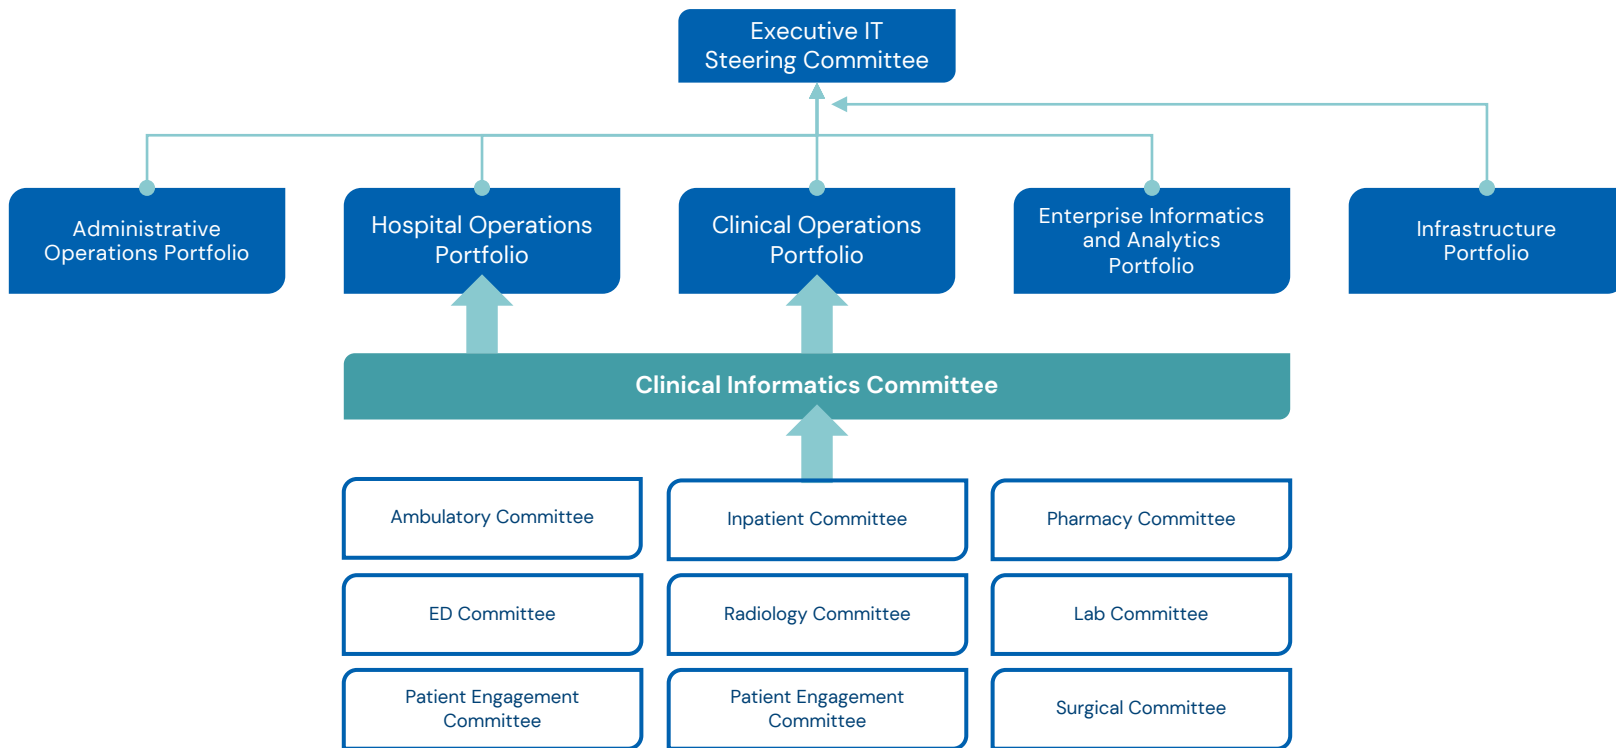 Executive IT
Steering Committee
Administrative
Operations Portfolio
Hospital Operations
Portfolio
Clinical Operations
Portfolio
Enterprise Informatics
and Analytics
Portfolio
Infrastructure
Portfolio
Clinical Informatics Committee
Ambulatory Committee
Inpatient Committee
Pharmacy Committee
ED Committee
Radiology Committee
Lab Committee
Patient Engagement
Committee
Patient Engagement
Committee
Surgical Committee